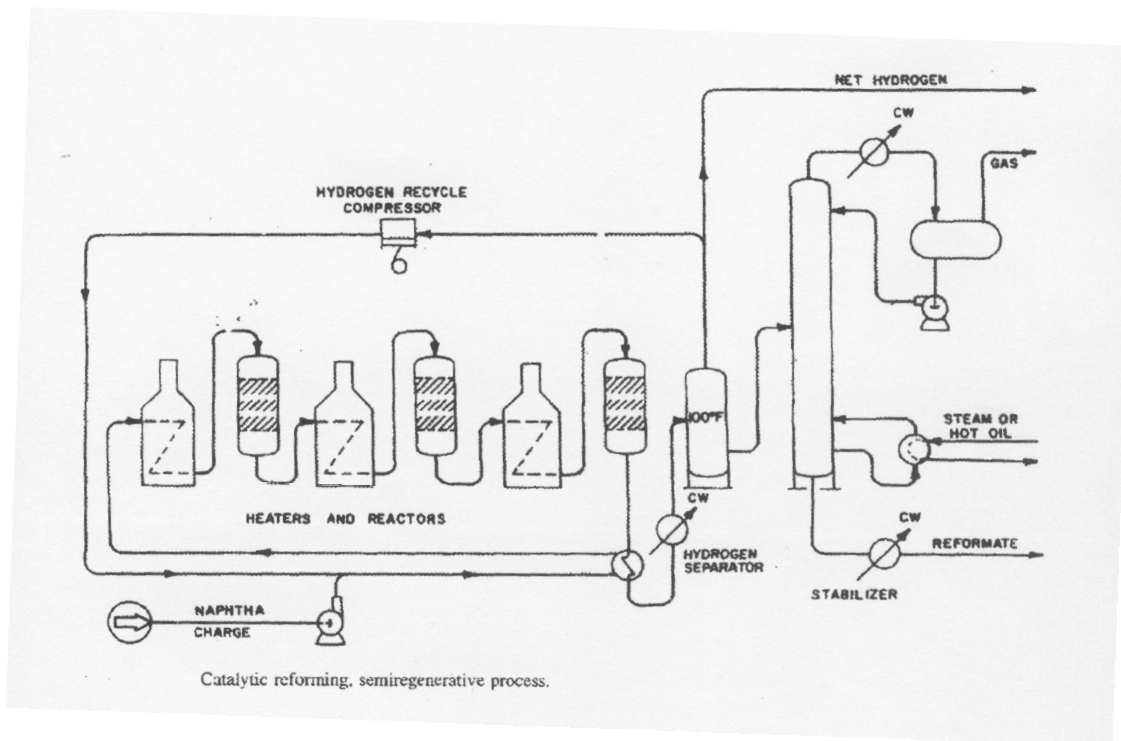 NET HYDROGEN
CW
GAS
HYDROGEN RECYCLE
COMPRESSOR
100°F
STEAM OR
HOT OIL
HEATERS AND REACTORS
CW
HYDROGEN
SEPARATOR
CW
REFORMATE
STABILIZER
NAPHTHA
CHARGE
Catalytic reforming, semiregenerative process.